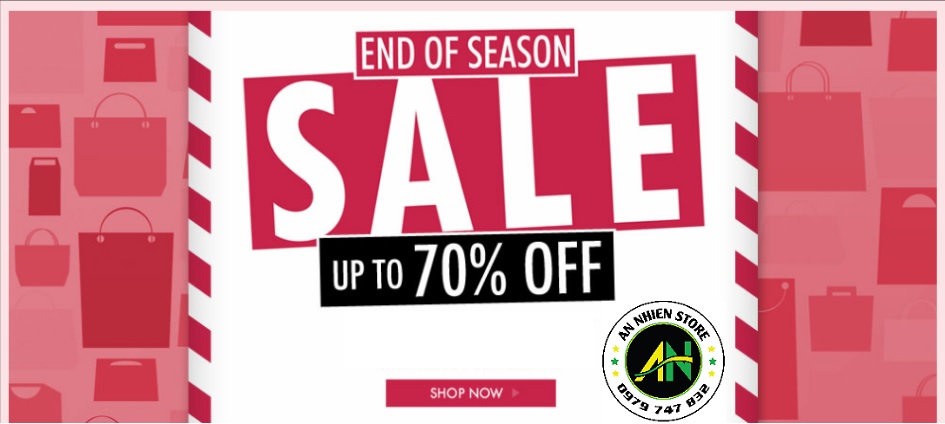 END OF SEASON
SALE
UP TO 70% OFF
SHOP NOW
AN NHIEN STORE
AN
0979 747 832